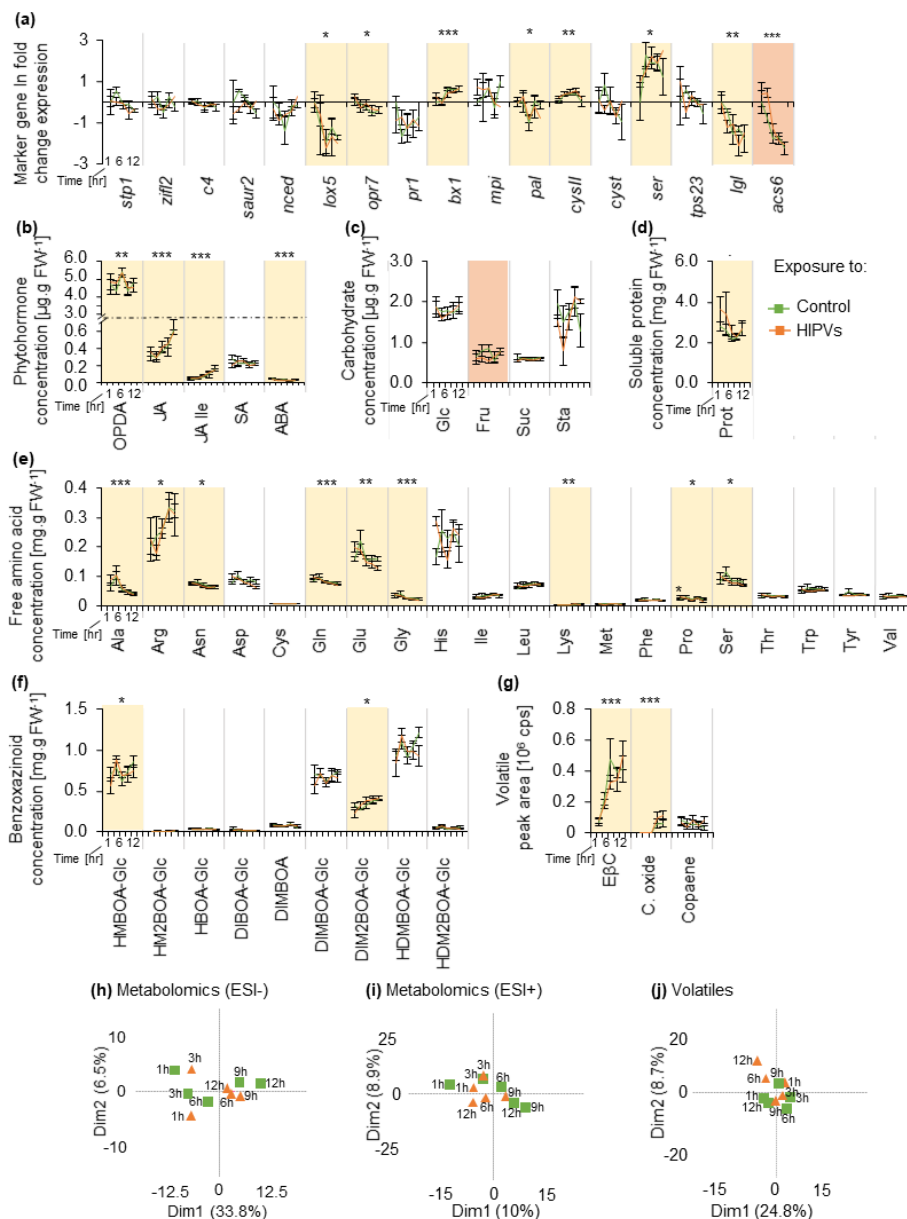 (a)
* * *** * ** * ** ***
Marker gene ln fold
change expression
3
1
-1
-3
1 6 12
Time [hr]
stp1 zifl2 c4 saur2 nced lox5 opr7 pr1 bx1 mpi pal cysII cyst ser tps23 lgl acs6
(b) (c) (d)
Phytohormone
concentration [µg.g FW-1]
6.0
5.0
4.0
3.0
0.6
0.4
0.2
0.0
** *** *** ***
1 6 12
Time [hr]
OPDA JA JA Ile SA ABA
Carbohydrate
concentration [µg.g FW-1]
3.0
2.0
1.0
0.0
1 6 12
Time [hr]
Glc Fru Suc Sta
Soluble protein
concentration [mg.g FW-1]
6.0
4.0
2.0
0.0
1 6 12
Time [hr]
Prot
Exposure to:
Control
HIPVs
(e)
Free amino acid
concentration [mg.g FW-1]
0.4
0.3
0.2
0.1
0
*** * * *** ** *** ** * *
*
1 6 12
Time [hr]
Ala Arg Asn Asp Cys Gln Glu Gly His Ile Leu Lys Met Phe Pro Ser Thr Trp Tyr Val
(f) (g)
Benzoxazinoid
concentration [mg.g FW-1]
1.5
1.0
0.5
0.0
* *
1 6 12
Time [hr]
HMBOA-Glc HM2BOA-Glc HBOA-Glc DIBOA-Glc DIMBOA DIMBOA-Glc DIM2BOA-Glc HDMBOA-Glc HDM2BOA-Glc
Volatile
peak area [10⁶ cps]
0.8
0.6
0.4
0.2
0
*** ***
1 6 12
Time [hr]
EβC C. oxide Copaene
(h) Metabolomics (ESI-)
Dim2 (6.5%)
10
0
-10
1h 3h
9h 12h
12h
3h 6h 6h 9h
1h
-12.5 0 12.5
Dim1 (33.8%)
(i) Metabolomics (ESI+)
Dim2 (8.9%)
25
0
-25
3h
1h 3h 6h
1h
12h 6h 12h 9h
-15 0 15
Dim1 (10%)
(j) Volatiles
Dim2 (8.7%)
20
0
-20
12h
6h 9h 1h
1h 3h 3h
12h 9h 6h
-15 0 15
Dim1 (24.8%)